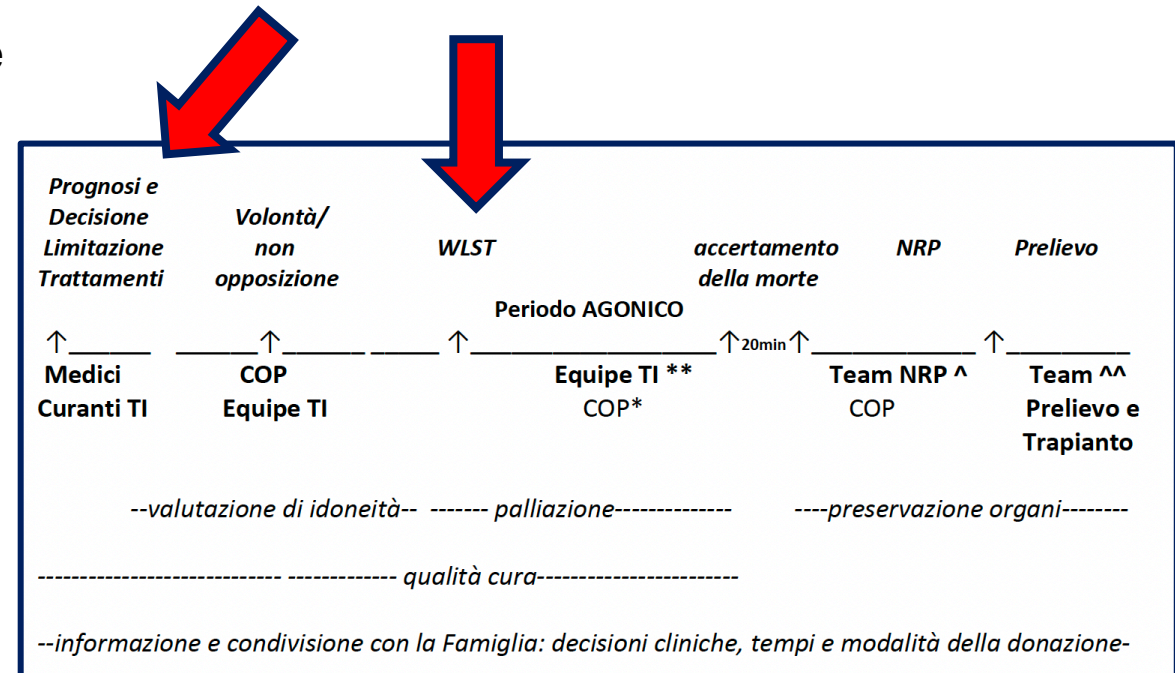 e
Prognosi e
Decisione Volontà/
Limitazione non WLST accertamento NRP Prelievo
Trattamenti opposizione della morte
Periodo AGONICO
↑______ ______↑______ _____ ↑__________________↑20min↑____________ ↑_________
Medici COP Equipe TI ** Team NRP ^ Team ^^
Curanti TI Equipe TI COP* COP Prelievo e
Trapianto
--valutazione di idoneità-- ------- palliazione-------------- ----preservazione organi--------
----------------------------- ------------- qualità cura------------------------
--informazione e condivisione con la Famiglia: decisioni cliniche, tempi e modalità della donazione-